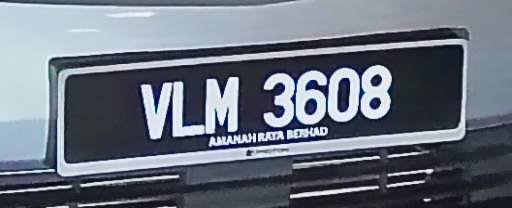 VLM 3608
AMANAH RAYA BERHAD